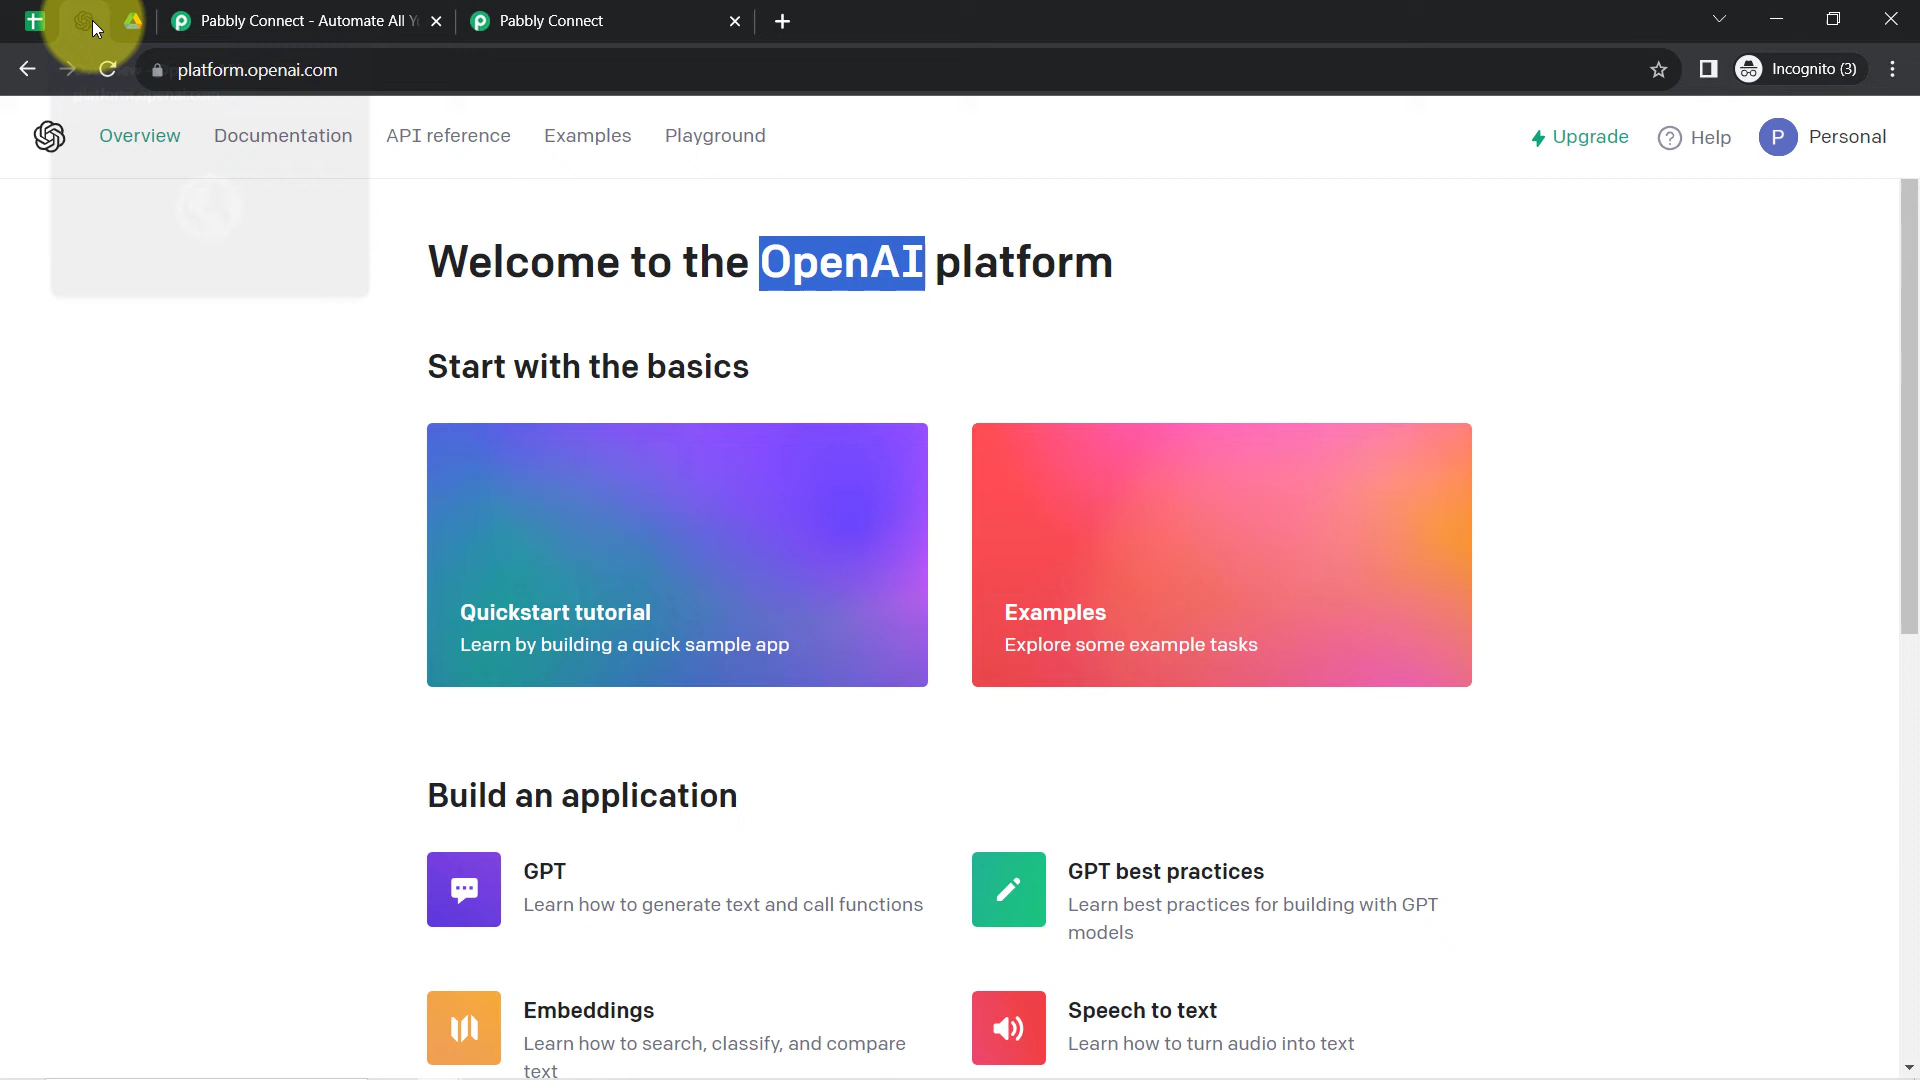 Pabbly Connect - Automate All Y
Pabbly Connect
platform.openai.com
Incognito (3)
Overview
Documentation
API reference
Examples
Playground
Upgrade
Help
P
Personal
Welcome to the OpenAI platform
Start with the basics
Quickstart tutorial
Learn by building a quick sample app
Examples
Explore some example tasks
Build an application
GPT
Learn how to generate text and call functions
GPT best practices
Learn best practices for building with GPT
models
Embeddings
Learn how to search, classify, and compare
text
Speech to text
Learn how to turn audio into text